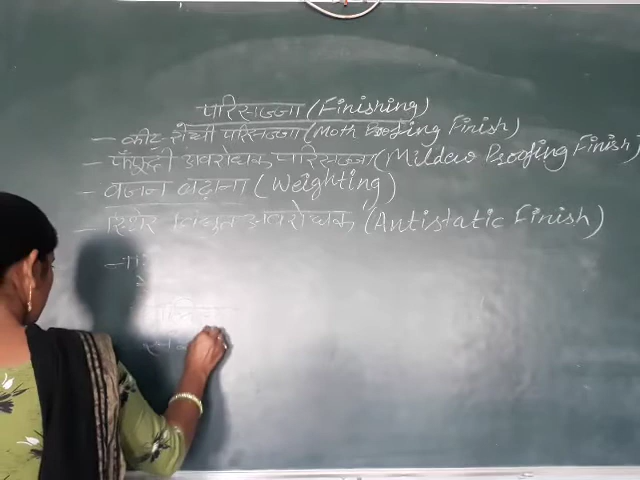 परिसज्जा (Finishing)
– कीट रोधी परिसज्जा (Moth Proofing Finish)
– फँफूदी अवरोधक परिसज्जा (Mildew Proofing Finish)
– वजन बढ़ाना (Weighting)
– स्थिर विधुत अवरोधक (Antistatic Finish)